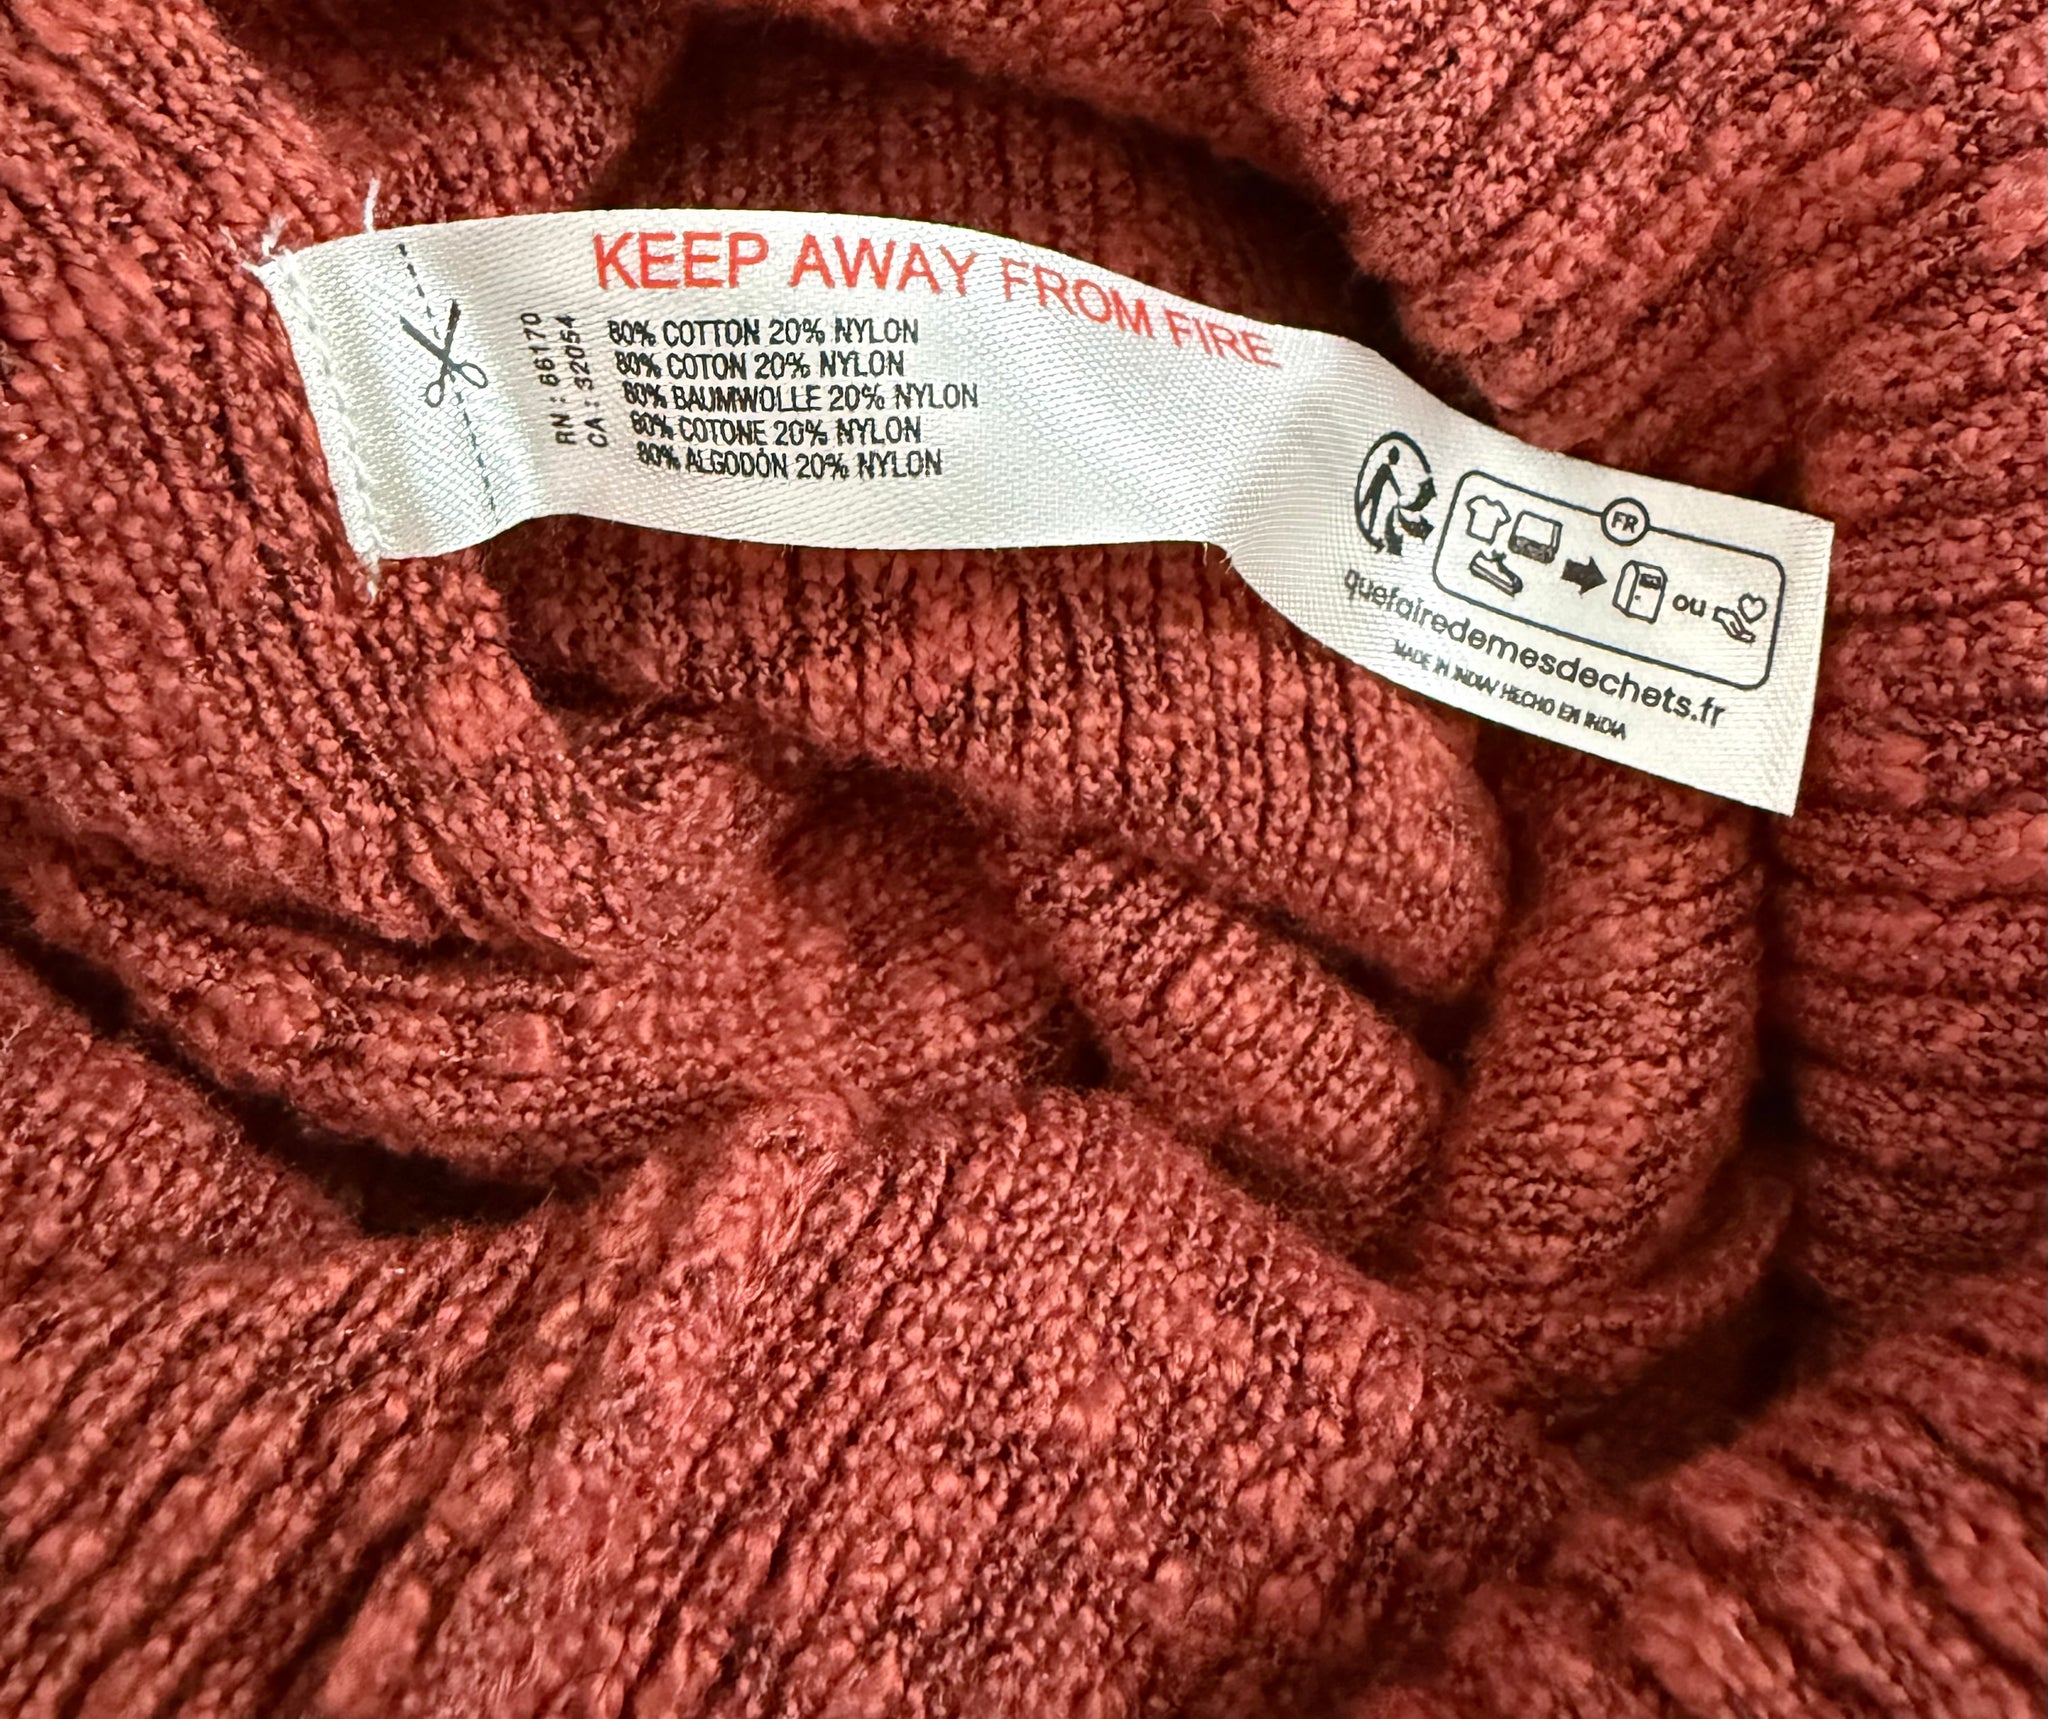 KEEP AWAY FROM FIRE
RN : 66170
CA : 32054
80% COTTON 20% NYLON
80% COTON 20% NYLON
80% BAUMWOLLE 20% NYLON
80% COTONE 20% NYLON
80% ALGODÓN 20% NYLON
FR
ou
quefairedemesdechets.fr
MADE IN INDIA/ HECHO EN INDIA